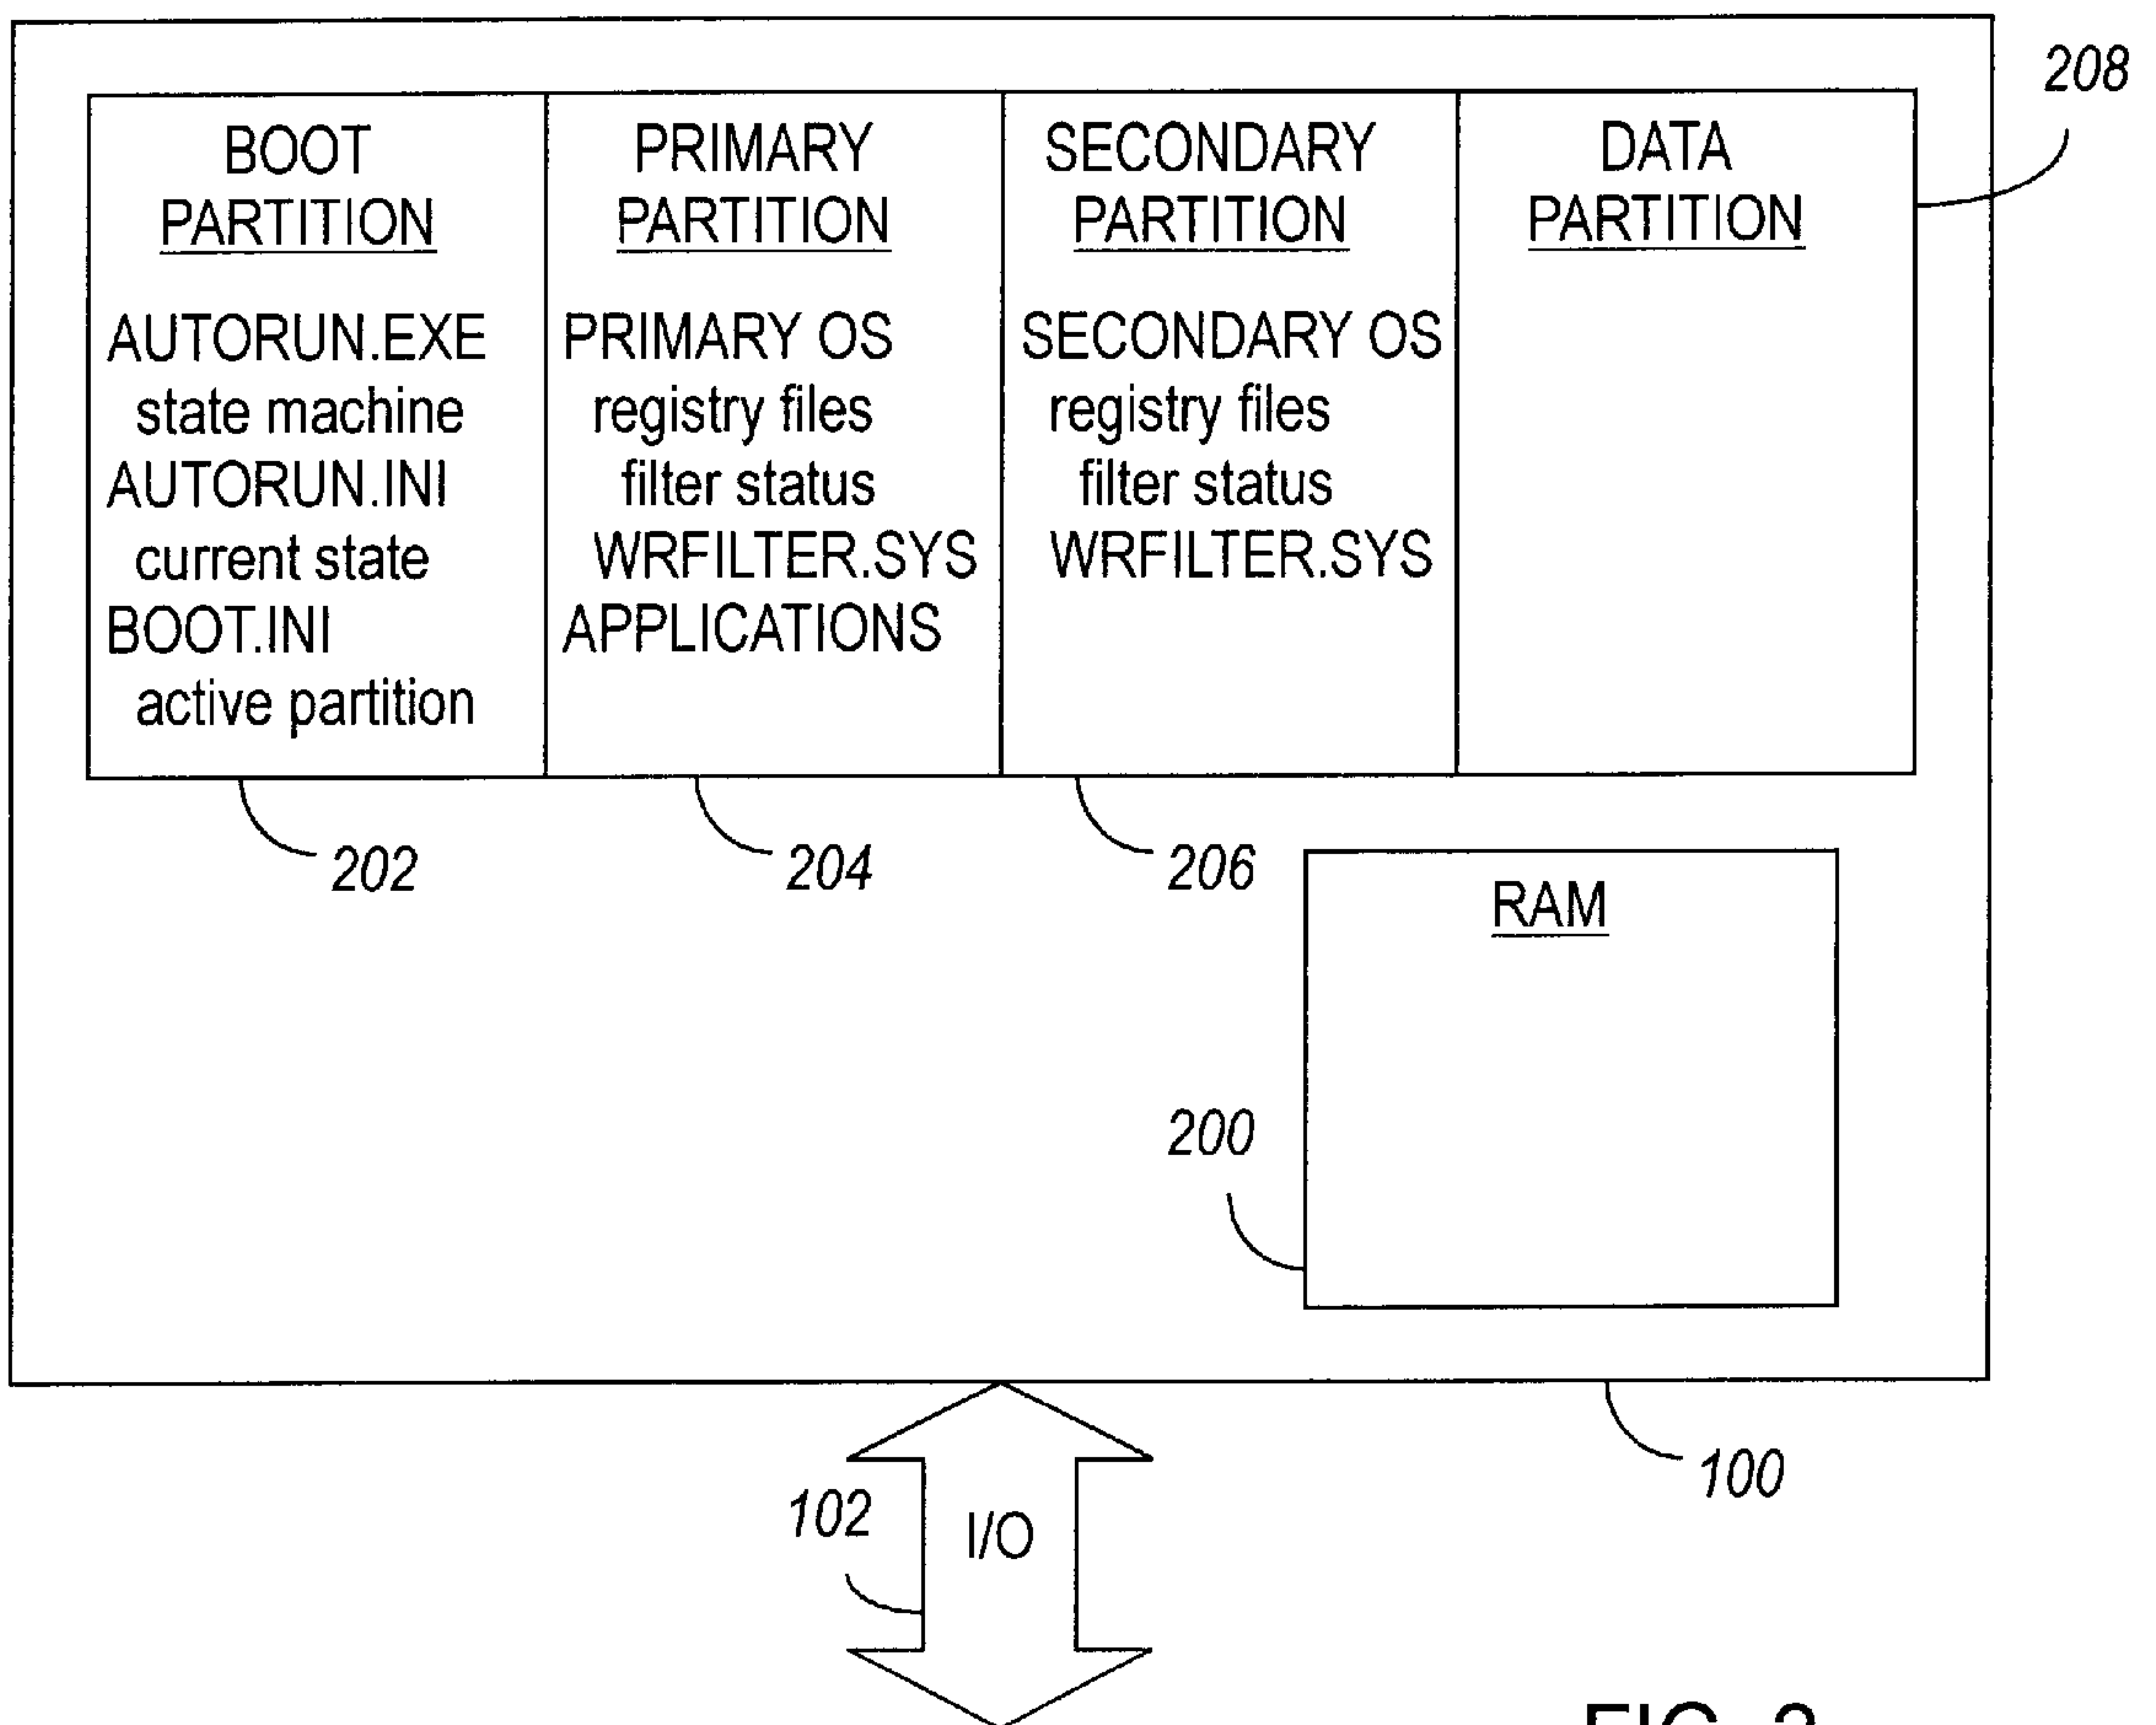 208
BOOT
PARTITION
AUTORUN.EXE
state machine
AUTORUN.INI
current state
BOOT.INI
active partition
PRIMARY
PARTITION
PRIMARY OS
registry files
filter status
WRFILTER.SYS
APPLICATIONS
SECONDARY
PARTITION
SECONDARY OS
registry files
filter status
WRFILTER.SYS
DATA
PARTITION
202
204
206
RAM
200
100
102
I/O